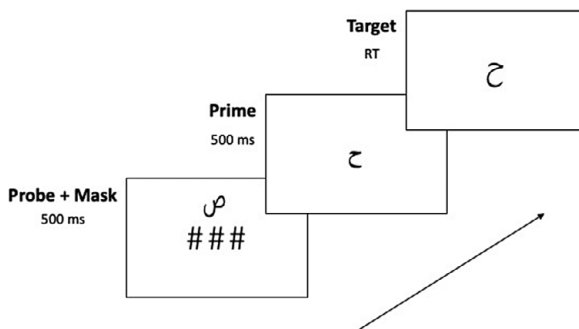 Target
RT
ح
Prime
500 ms
ح
Probe + Mask
500 ms
ص
# # #